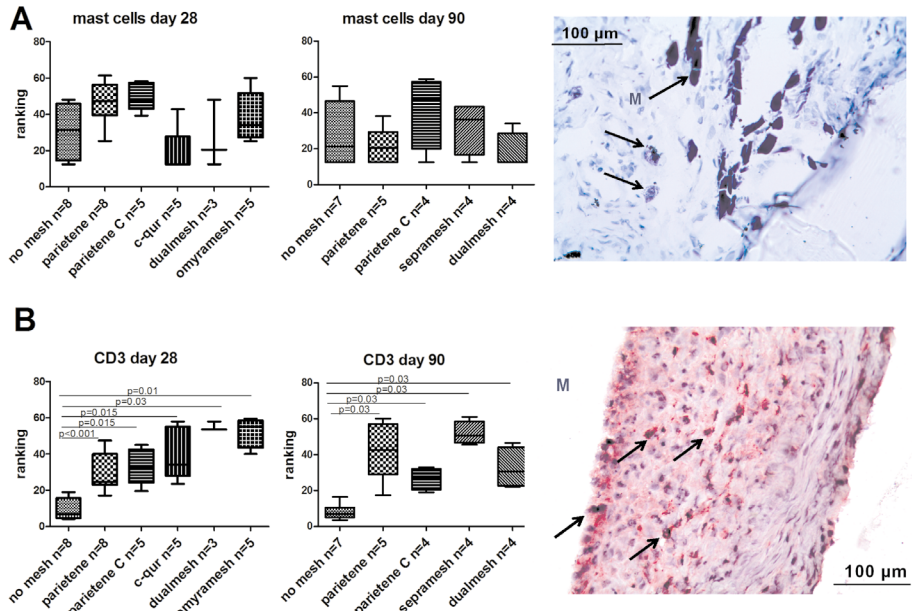 A
mast cells day 28
ranking
80
60
40
20
0
no mesh n=8
parietene n=8
parietene C n=5
c-qur n=5
dualmesh n=3
omyramesh n=5
mast cells day 90
ranking
80
60
40
20
0
no mesh n=7
parietene n=5
parietene C n=4
sepramesh n=4
dualmesh n=4
100 µm
M
B
CD3 day 28
ranking
80
60
40
20
0
p=0.01
p=0.03
p=0.015
p=0.015
p<0.001
no mesh n=8
parietene n=8
parietene C n=5
c-qur n=5
dualmesh n=3
omyramesh n=5
CD3 day 90
ranking
80
60
40
20
0
p=0.03
p=0.03
p=0.03
p=0.03
no mesh n=7
parietene n=5
parietene C n=4
sepramesh n=4
dualmesh n=4
M
100 µm